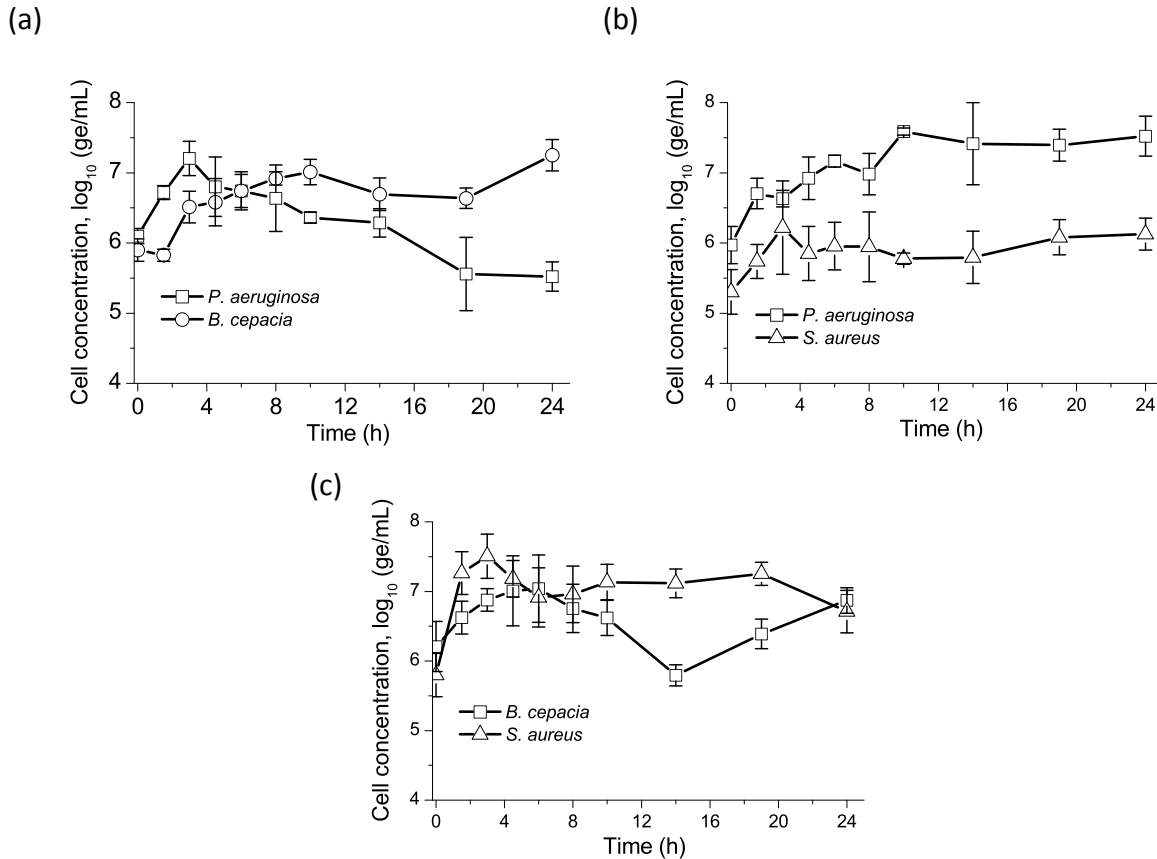 (a)
Cell concentration, log10 (ge/mL)
8
7
6
5
4
P. aeruginosa
B. cepacia
0 4 8 12 16 20 24
Time (h)
(b)
Cell concentration, log10 (ge/mL)
8
7
6
5
4
P. aeruginosa
S. aureus
0 4 8 12 16 20 24
Time (h)
(c)
Cell concentration, log10 (ge/mL)
8
7
6
5
4
B. cepacia
S. aureus
0 4 8 12 16 20 24
Time (h)